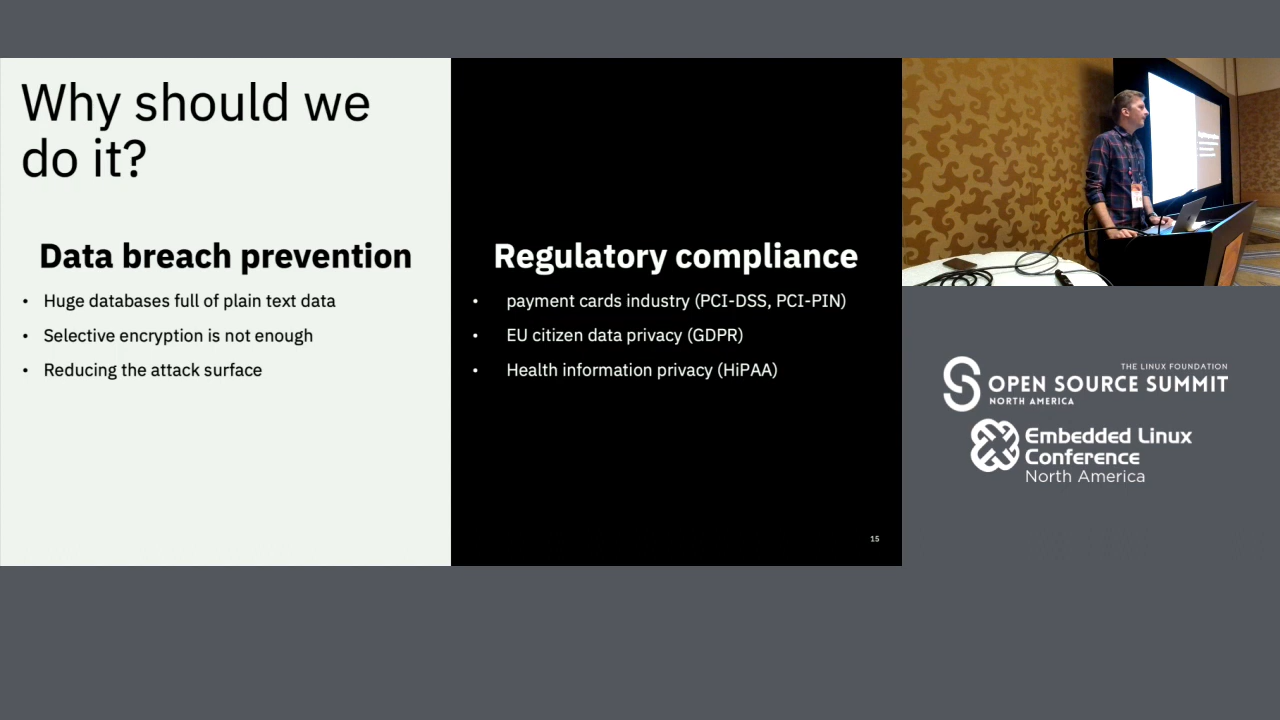 Why should we
do it?
Data breach prevention
• Huge databases full of plain text data
• Selective encryption is not enough
• Reducing the attack surface
Regulatory compliance
• payment cards industry (PCI-DSS, PCI-PIN)
• EU citizen data privacy (GDPR)
• Health information privacy (HiPAA)
15
THE LINUX FOUNDATION
OPEN SOURCE SUMMIT
NORTH AMERICA
Embedded Linux
Conference
North America